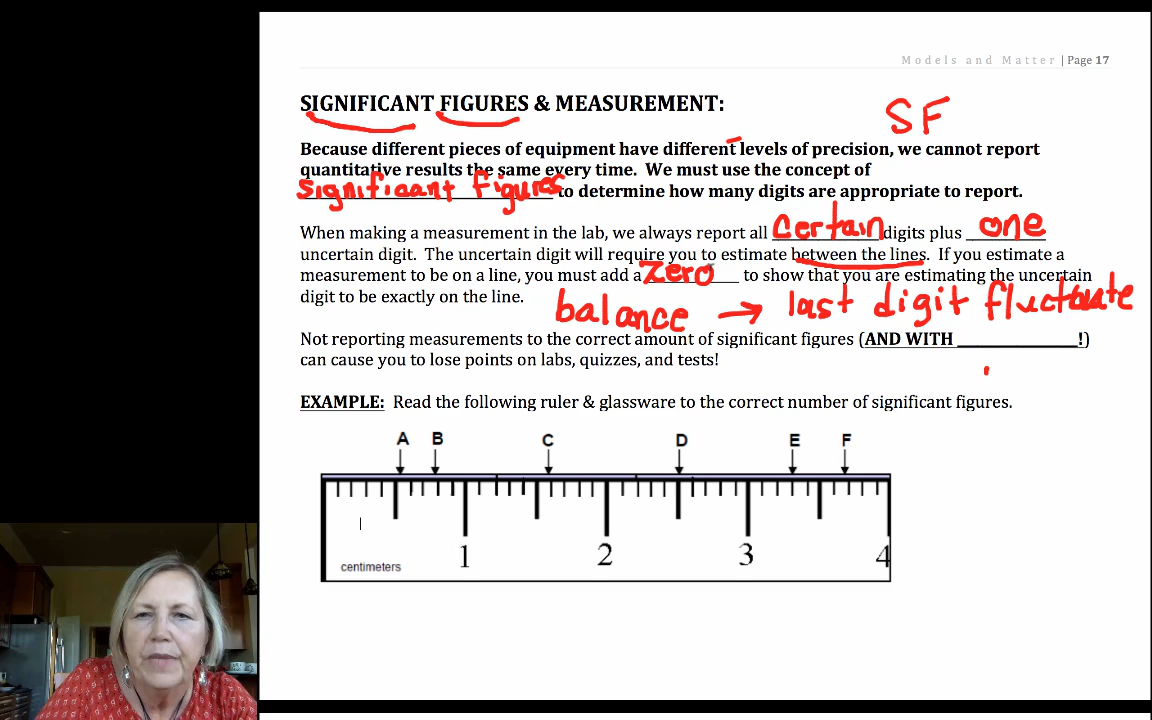 Models and Matter | Page 17
SIGNIFICANT FIGURES & MEASUREMENT:
SF
Because different pieces of equipment have different levels of precision, we cannot report
quantitative results the same every time. We must use the concept of
significant figures to determine how many digits are appropriate to report.
When making a measurement in the lab, we always report all certain digits plus one
uncertain digit. The uncertain digit will require you to estimate between the lines. If you estimate a
measurement to be on a line, you must add a zero to show that you are estimating the uncertain
digit to be exactly on the line.
balance → last digit fluctuate
Not reporting measurements to the correct amount of significant figures (AND WITH ____________!)
can cause you to lose points on labs, quizzes, and tests!
EXAMPLE: Read the following ruler & glassware to the correct number of significant figures.
A B C D E F
1 2 3 4
centimeters